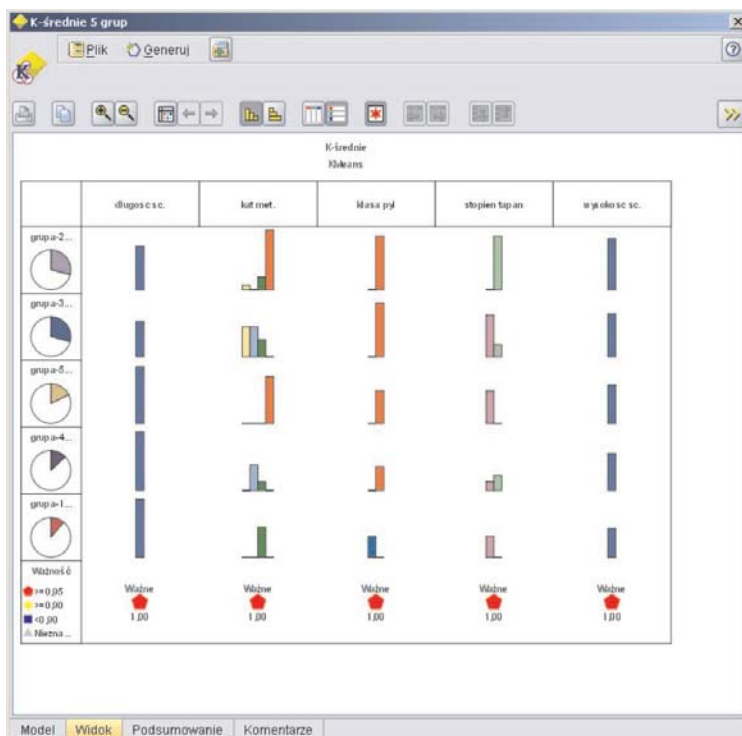 K-średnie 5 grup
Plik Generuj
K-średnie
KMeans
dlugosc sc. kat met. klasa pyl stopien tapan wysokosc sc.
grupa-2...
grupa-3...
grupa-5...
grupa-4...
grupa-1...
Ważność
>=0,95
>=0,90
<0,90
Niezna ...
Ważne Ważne Ważne Ważne Ważne
1,00 1,00 1,00 1,00 1,00
Model Widok Podsumowanie Komentarze